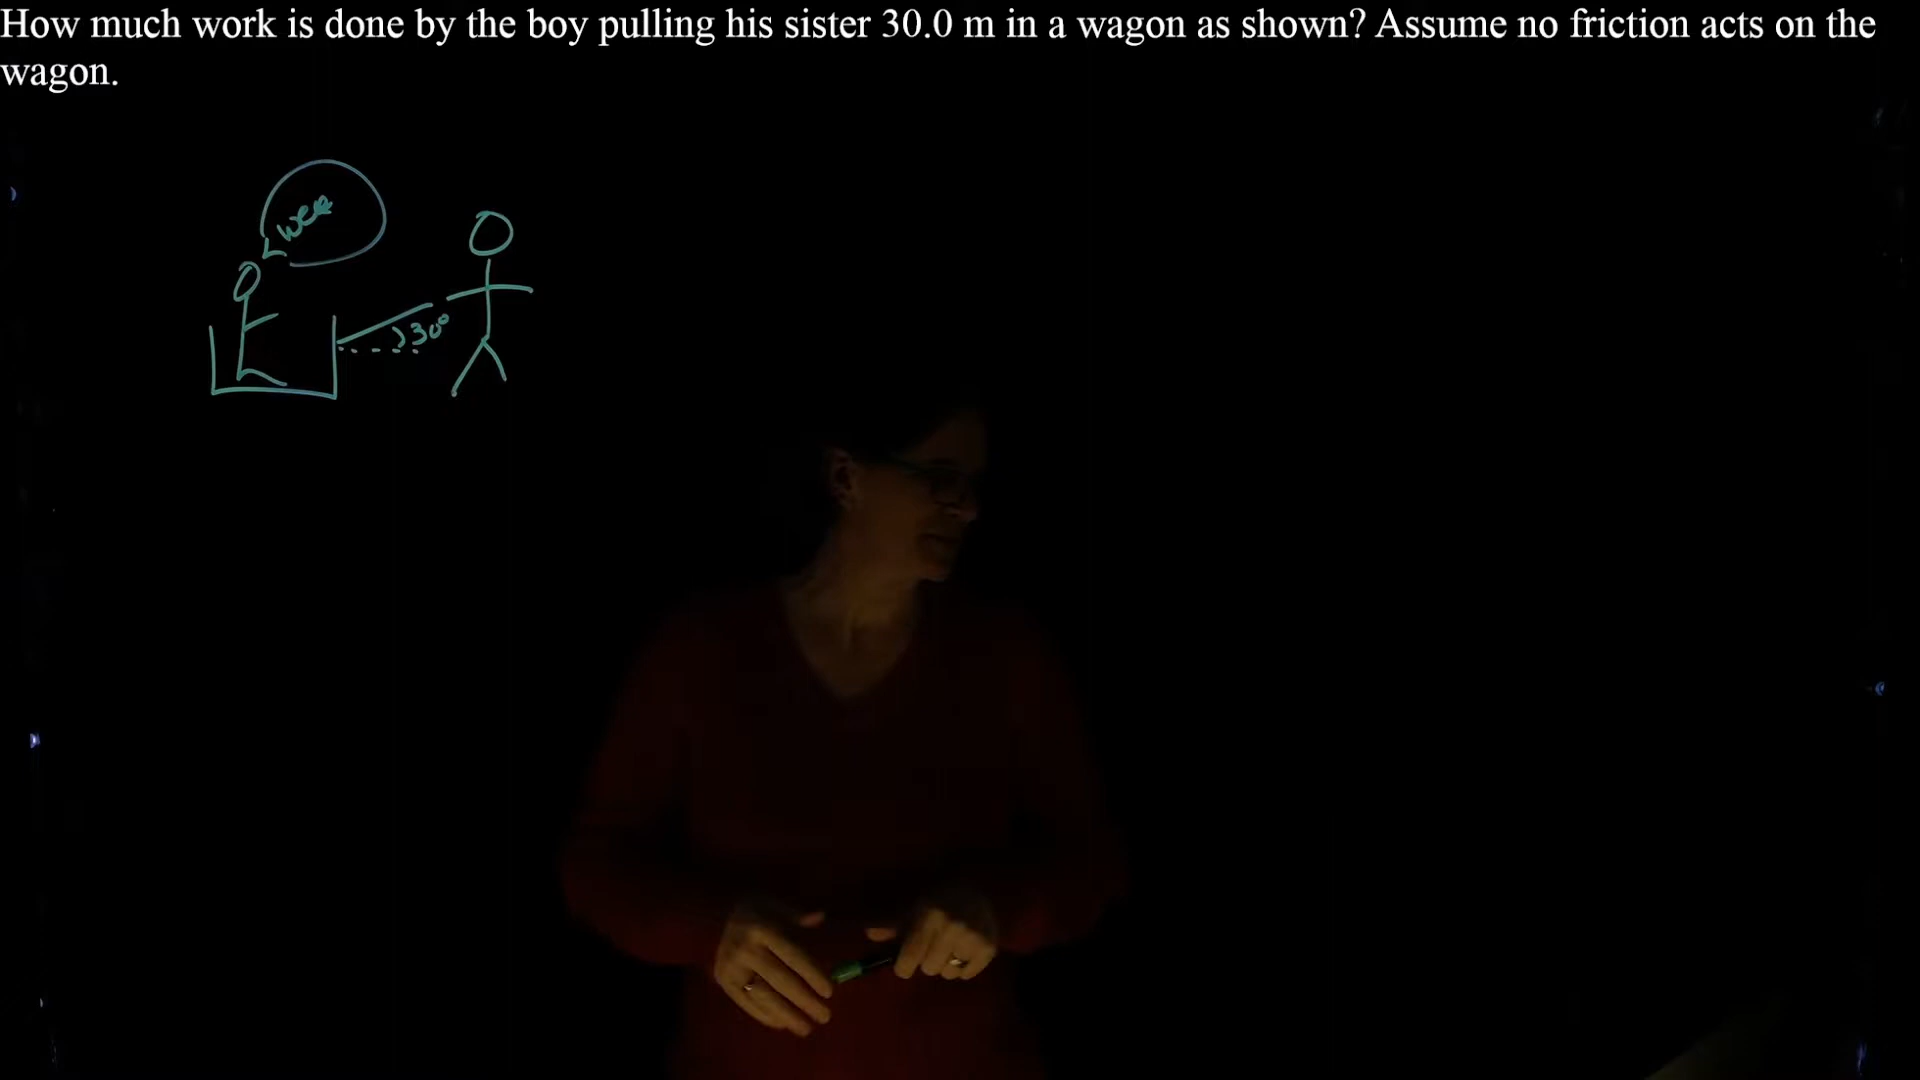 How much work is done by the boy pulling his sister 30.0 m in a wagon as shown? Assume no friction acts on the
wagon.
wee
30°